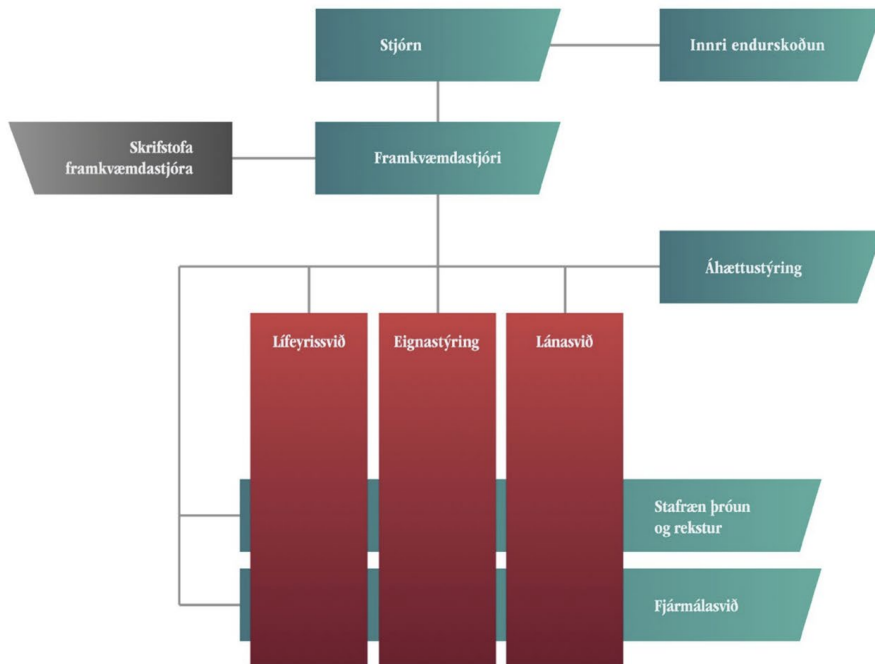 Stjórn
Innri endurskoðun
Skrifstofa
framkvæmdastjóra
Framkvæmdastjóri
Áhættustýring
Lífeyrissvið
Eignastýring
Lánasvið
Stafræn þróun
og rekstur
Fjármálasvið